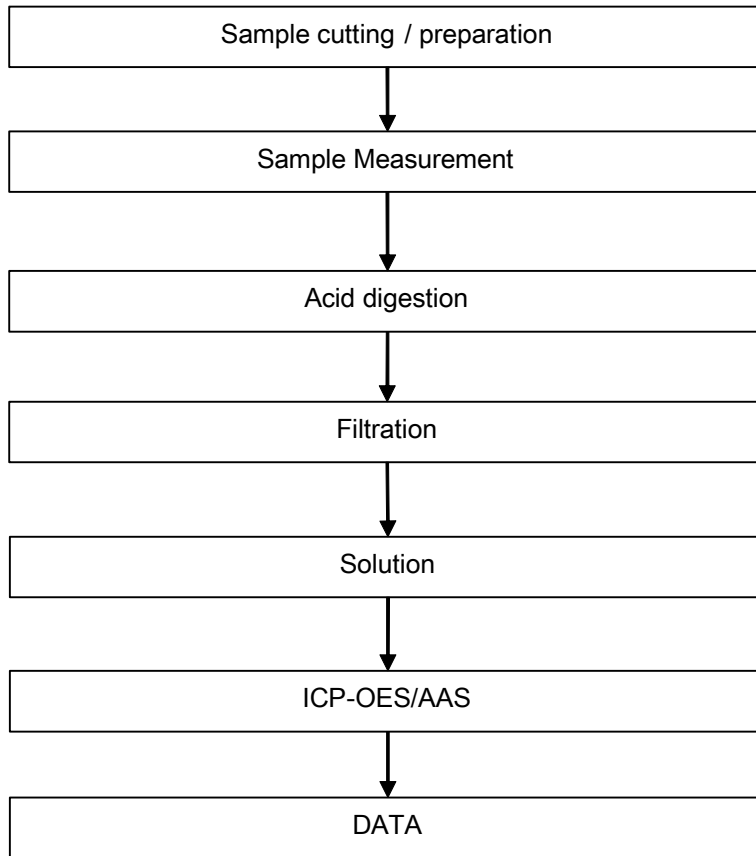 Sample cutting / preparation
Sample Measurement
Acid digestion
Filtration
Solution
ICP-OES/AAS
DATA